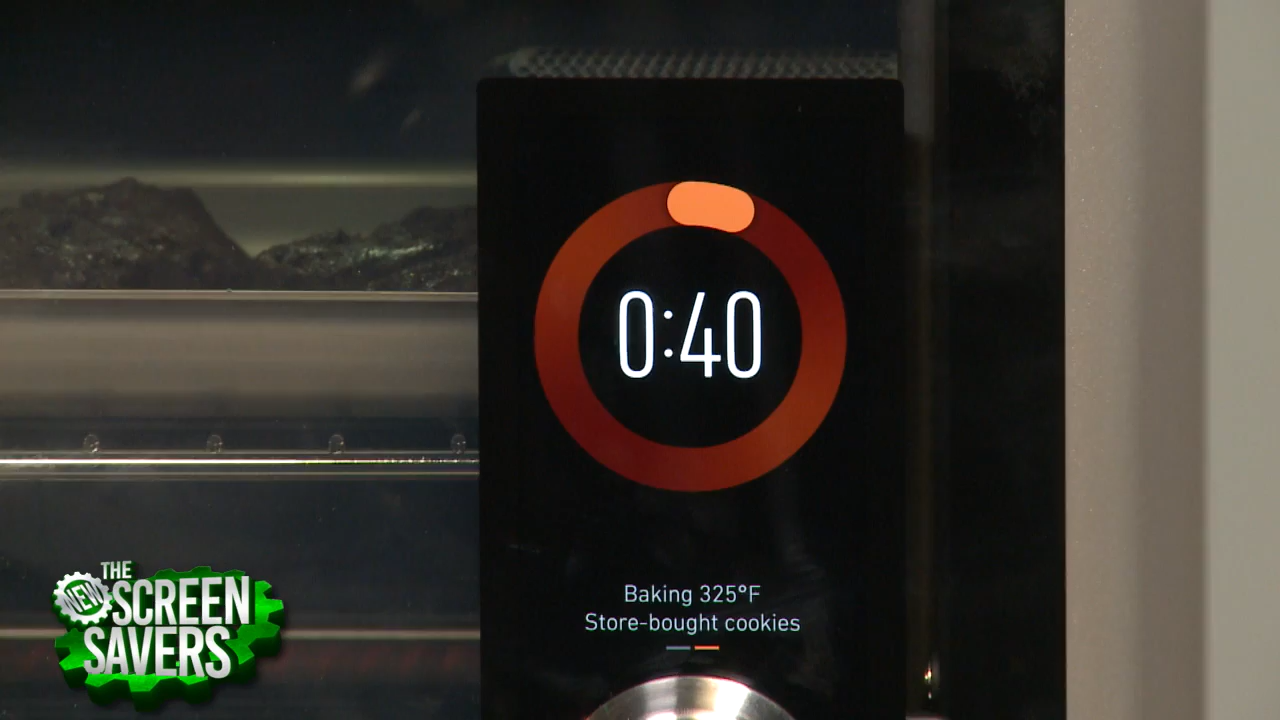 0:40
Baking 325°F
Store-bought cookies
THE
NEW
SCREEN
SAVERS